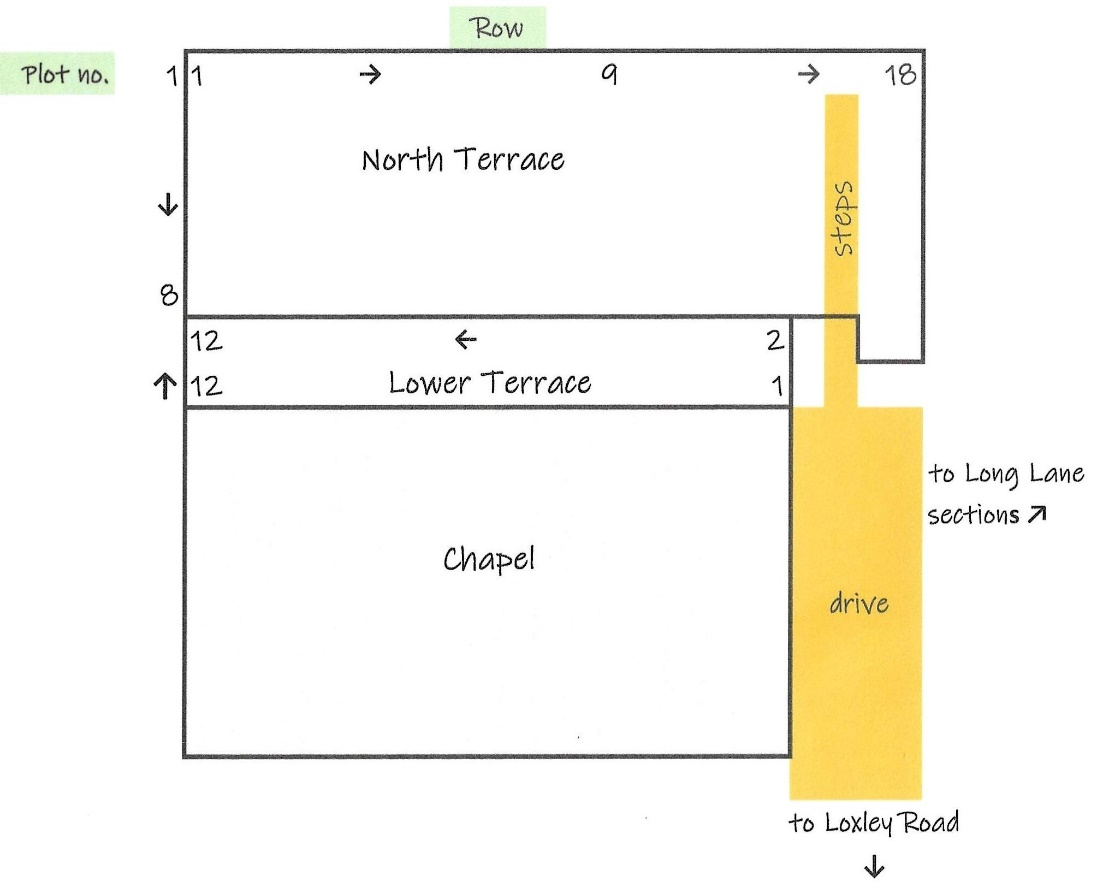 Row
Plot no. 1 1 → 9 → 18
North Terrace
↓
steps
8
12 ← 2
↑ 12 Lower Terrace 1
to Long Lane
sections ↗
Chapel
drive
to Loxley Road
↓